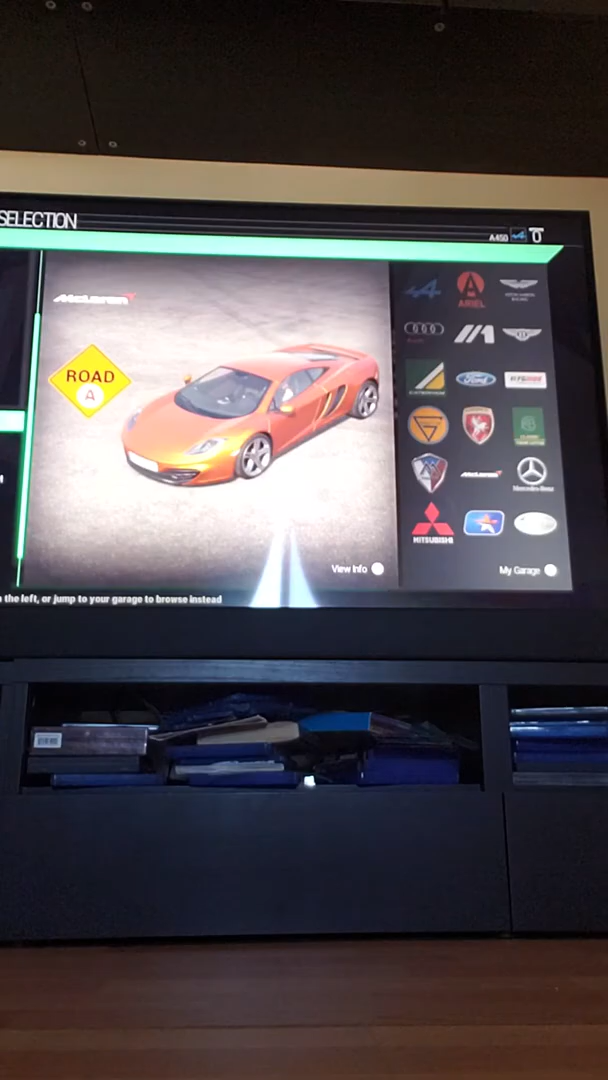 SELECTION
A450
McLaren
ROAD
A
ARIEL
Ford
McLaren
Mercedes-Benz
MITSUBISHI
View Info
My Garage
the left, or jump to your garage to browse instead